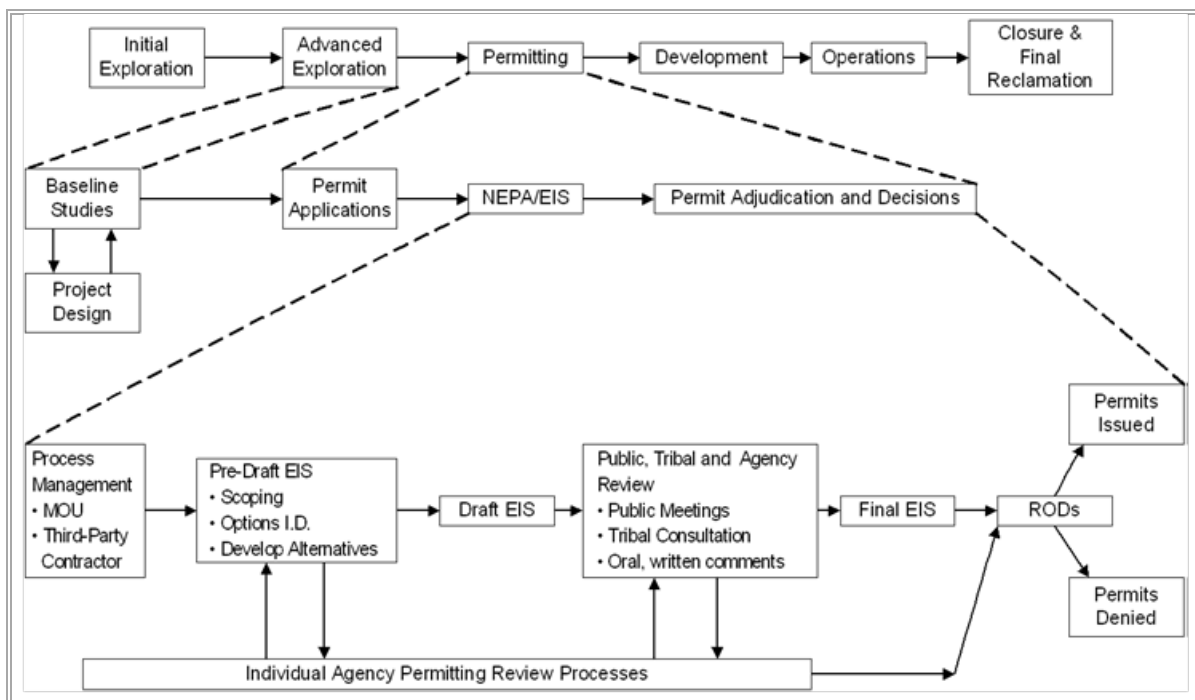 Initial
Exploration
Advanced
Exploration
Permitting
Development
Operations
Closure &
Final
Reclamation
Baseline
Studies
Permit
Applications
NEPA/EIS
Permit Adjudication and Decisions
Project
Design
Permits
Issued
Process
Management
• MOU
• Third-Party
Contractor
Pre-Draft EIS
• Scoping
• Options I.D.
• Develop Alternatives
Draft EIS
Public, Tribal and Agency
Review
• Public Meetings
• Tribal Consultation
• Oral, written comments
Final EIS
RODs
Permits
Denied
Individual Agency Permitting Review Processes